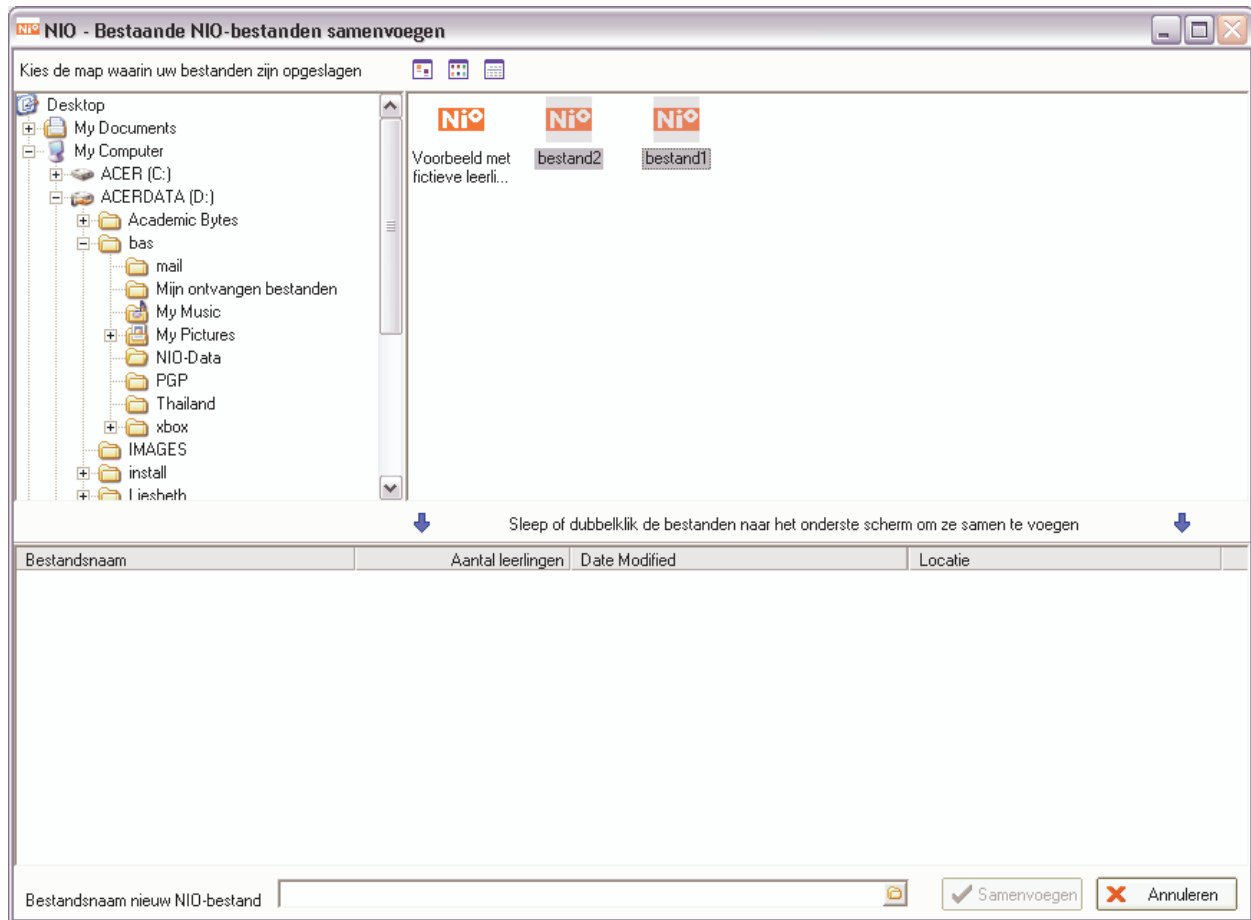 NIO NIO - Bestaande NIO-bestanden samenvoegen
Kies de map waarin uw bestanden zijn opgeslagen
Desktop
My Documents
My Computer
ACER (C:)
ACERDATA (D:)
Academic Bytes
bas
mail
Mijn ontvangen bestanden
My Music
My Pictures
NIO-Data
PGP
Thailand
xbox
IMAGES
install
Liesbeth
Nio Nio Nio
Voorbeeld met bestand2 bestand1
fictieve leerli...
Sleep of dubbelklik de bestanden naar het onderste scherm om ze samen te voegen
Bestandsnaam Aantal leerlingen Date Modified Locatie
Bestandsnaam nieuw NIO-bestand Samenvoegen Annuleren